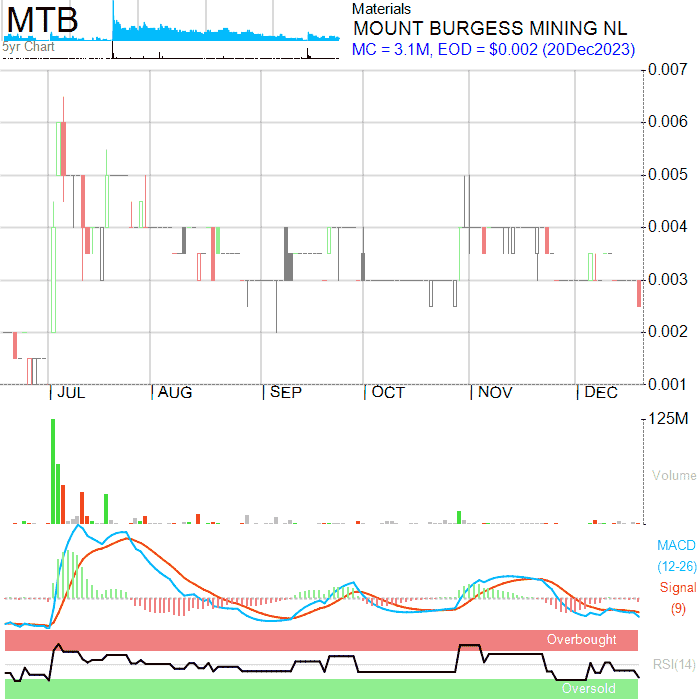 MTB
5yr Chart
Materials
MOUNT BURGESS MINING NL
MC = 3.1M, EOD = $0.002 (20Dec2023)
0.007
0.006
0.005
0.004
0.003
0.002
0.001
JUL AUG SEP OCT NOV DEC
125M
Volume
MACD
(12-26)
Signal
(9)
Overbought
RSI(14)
Oversold